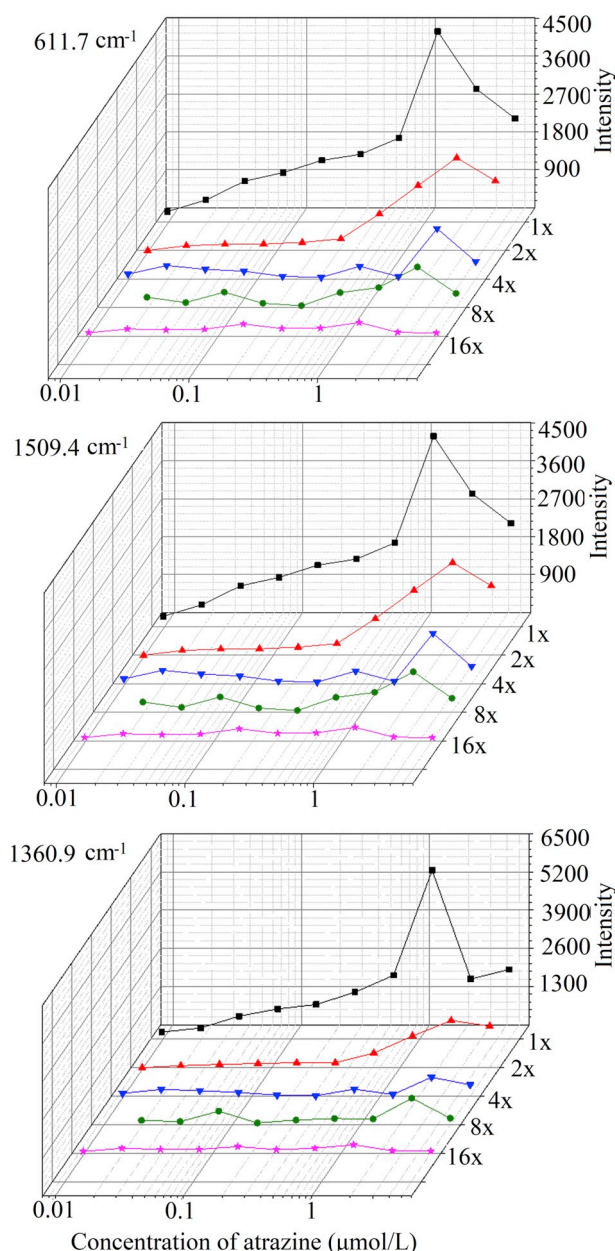 611.7 cm-1
4500
3600
2700
1800
900
Intensity
1x
2x
4x
8x
16x
0.01
0.1
1
1509.4 cm-1
4500
3600
2700
1800
900
Intensity
1x
2x
4x
8x
16x
0.01
0.1
1
1360.9 cm-1
6500
5200
3900
2600
1300
Intensity
1x
2x
4x
8x
16x
0.01
0.1
1
Concentration of atrazine (μmol/L)